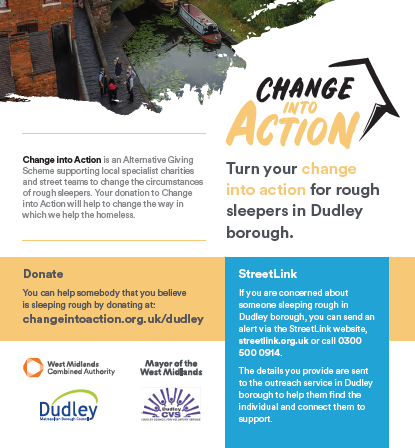 CHANGE
INTO
ACTION
Change into Action is an Alternative Giving
Scheme supporting local specialist charities
and street teams to change the circumstances
of rough sleepers. Your donation to Change
into Action will help to change the way in
which we help the homeless.
Turn your change
into action for rough
sleepers in Dudley
borough.
Donate
You can help somebody that you believe
is sleeping rough by donating at:
changeintoaction.org.uk/dudley
StreetLink
If you are concerned about
someone sleeping rough in
Dudley borough, you can send an
alert via the StreetLink website,
streetlink.org.uk or call 0300
500 0914.
The details you provide are sent
to the outreach service in Dudley
borough to help them find the
individual and connect them to
support.
West Midlands
Combined Authority
Mayor of the
West Midlands
Dudley
Metropolitan Borough Council
Dudley
CVS
DUDLEY COUNCIL FOR VOLUNTARY SERVICE